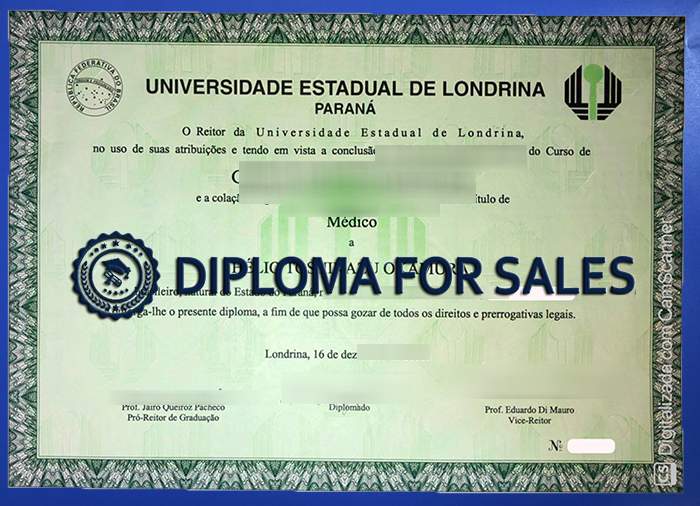 REPÚBLICA FEDERATIVA DO BRASIL
UNIVERSIDADE ESTADUAL DE LONDRINA
PARANÁ
O Reitor da Universidade Estadual de Londrina,
no uso de suas atribuições e tendo em vista a conclusão do Curso de
e a colação título de
Médico
a
DIPLOMA FOR SALES
natural do Estado do Paraná,
o presente diploma, a fim de que possa gozar de todos os direitos e prerrogativas legais.
Londrina, 16 de dez
Prof. Jairo Queiroz Pacheco
Pró-Reitor de Graduação
Diplomado
Prof. Eduardo Di Mauro
Vice-Reitor
Nº
CS Digitalizado com CamScanner